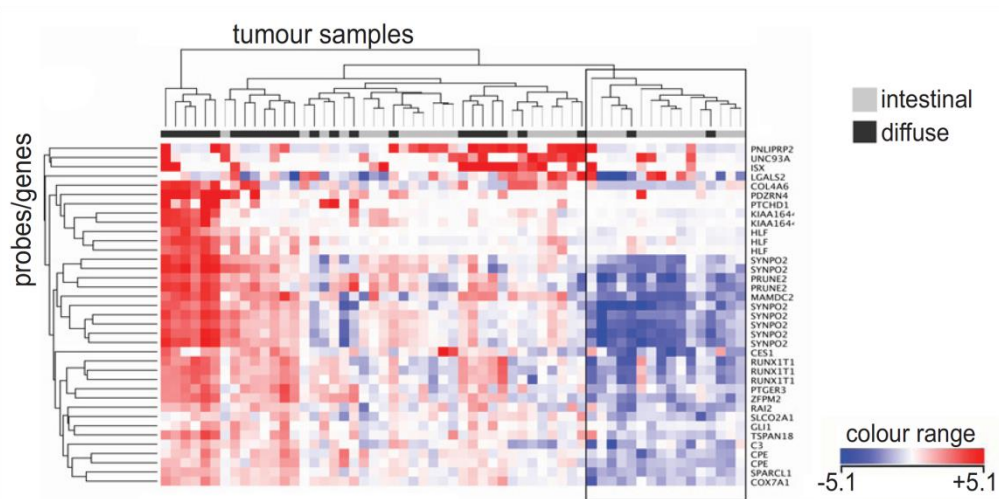 tumour samples
probes/genes
intestinal
diffuse
PNLIPRP2
UNC93A
ISX
LGALS2
COL4A6
PDZRN4
PTCHD1
KIAA164
KIAA164
HLF
HLF
HLF
SYNPO2
SYNPO2
PRUNE2
PRUNE2
MAMDC2
SYNPO2
SYNPO2
SYNPO2
SYNPO2
SYNPO2
CES1
RUNX1T1
RUNX1T1
RUNX1T1
PTGER3
ZFPM2
RAI2
SLCO2A1
GLI1
TSPAN18
C3
CPE
CPE
SPARCL1
COX7A1
colour range
-5.1 +5.1